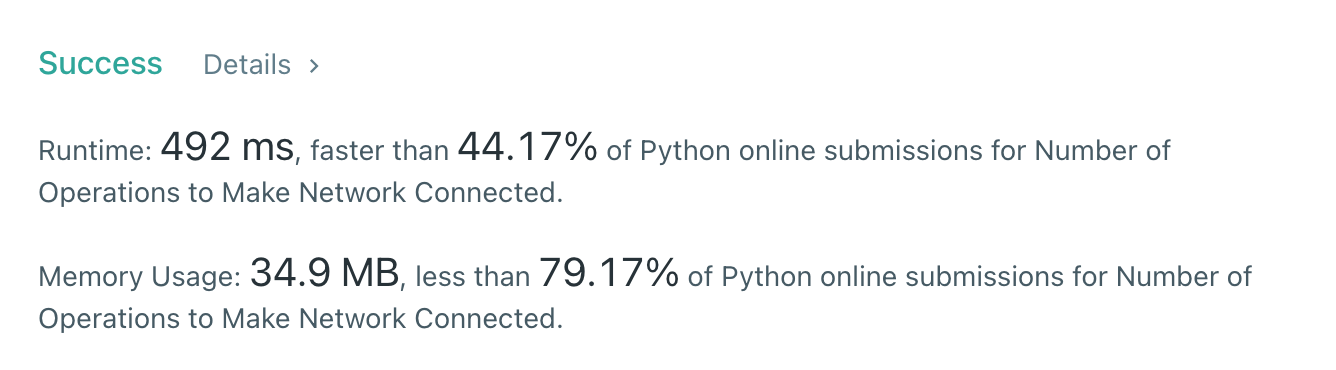 Success Details >
Runtime: 492 ms, faster than 44.17% of Python online submissions for Number of
Operations to Make Network Connected.
Memory Usage: 34.9 MB, less than 79.17% of Python online submissions for Number of
Operations to Make Network Connected.